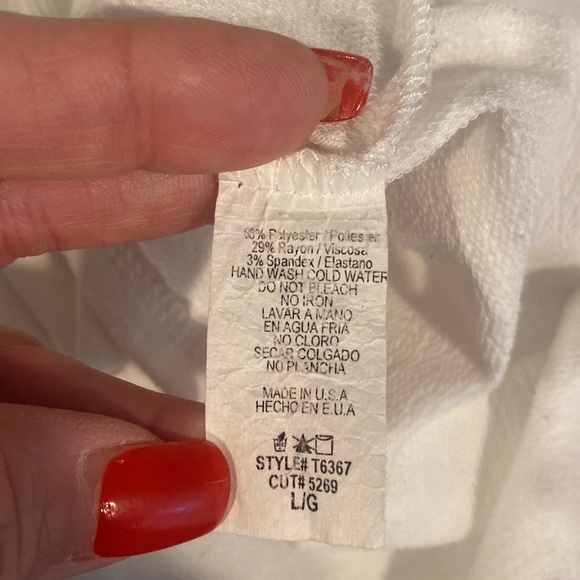 68% Polyester / Poliester
29% Rayon / Viscosa
3% Spandex / Elastano
HAND WASH COLD WATER
DO NOT BLEACH
NO IRON
LAVAR A MANO
EN AGUA FRIA
NO CLORO
SECAR COLGADO
NO PLANCHA
MADE IN U.S.A
HECHO EN E.U.A
STYLE# T6367
CUT# 5269
L/G